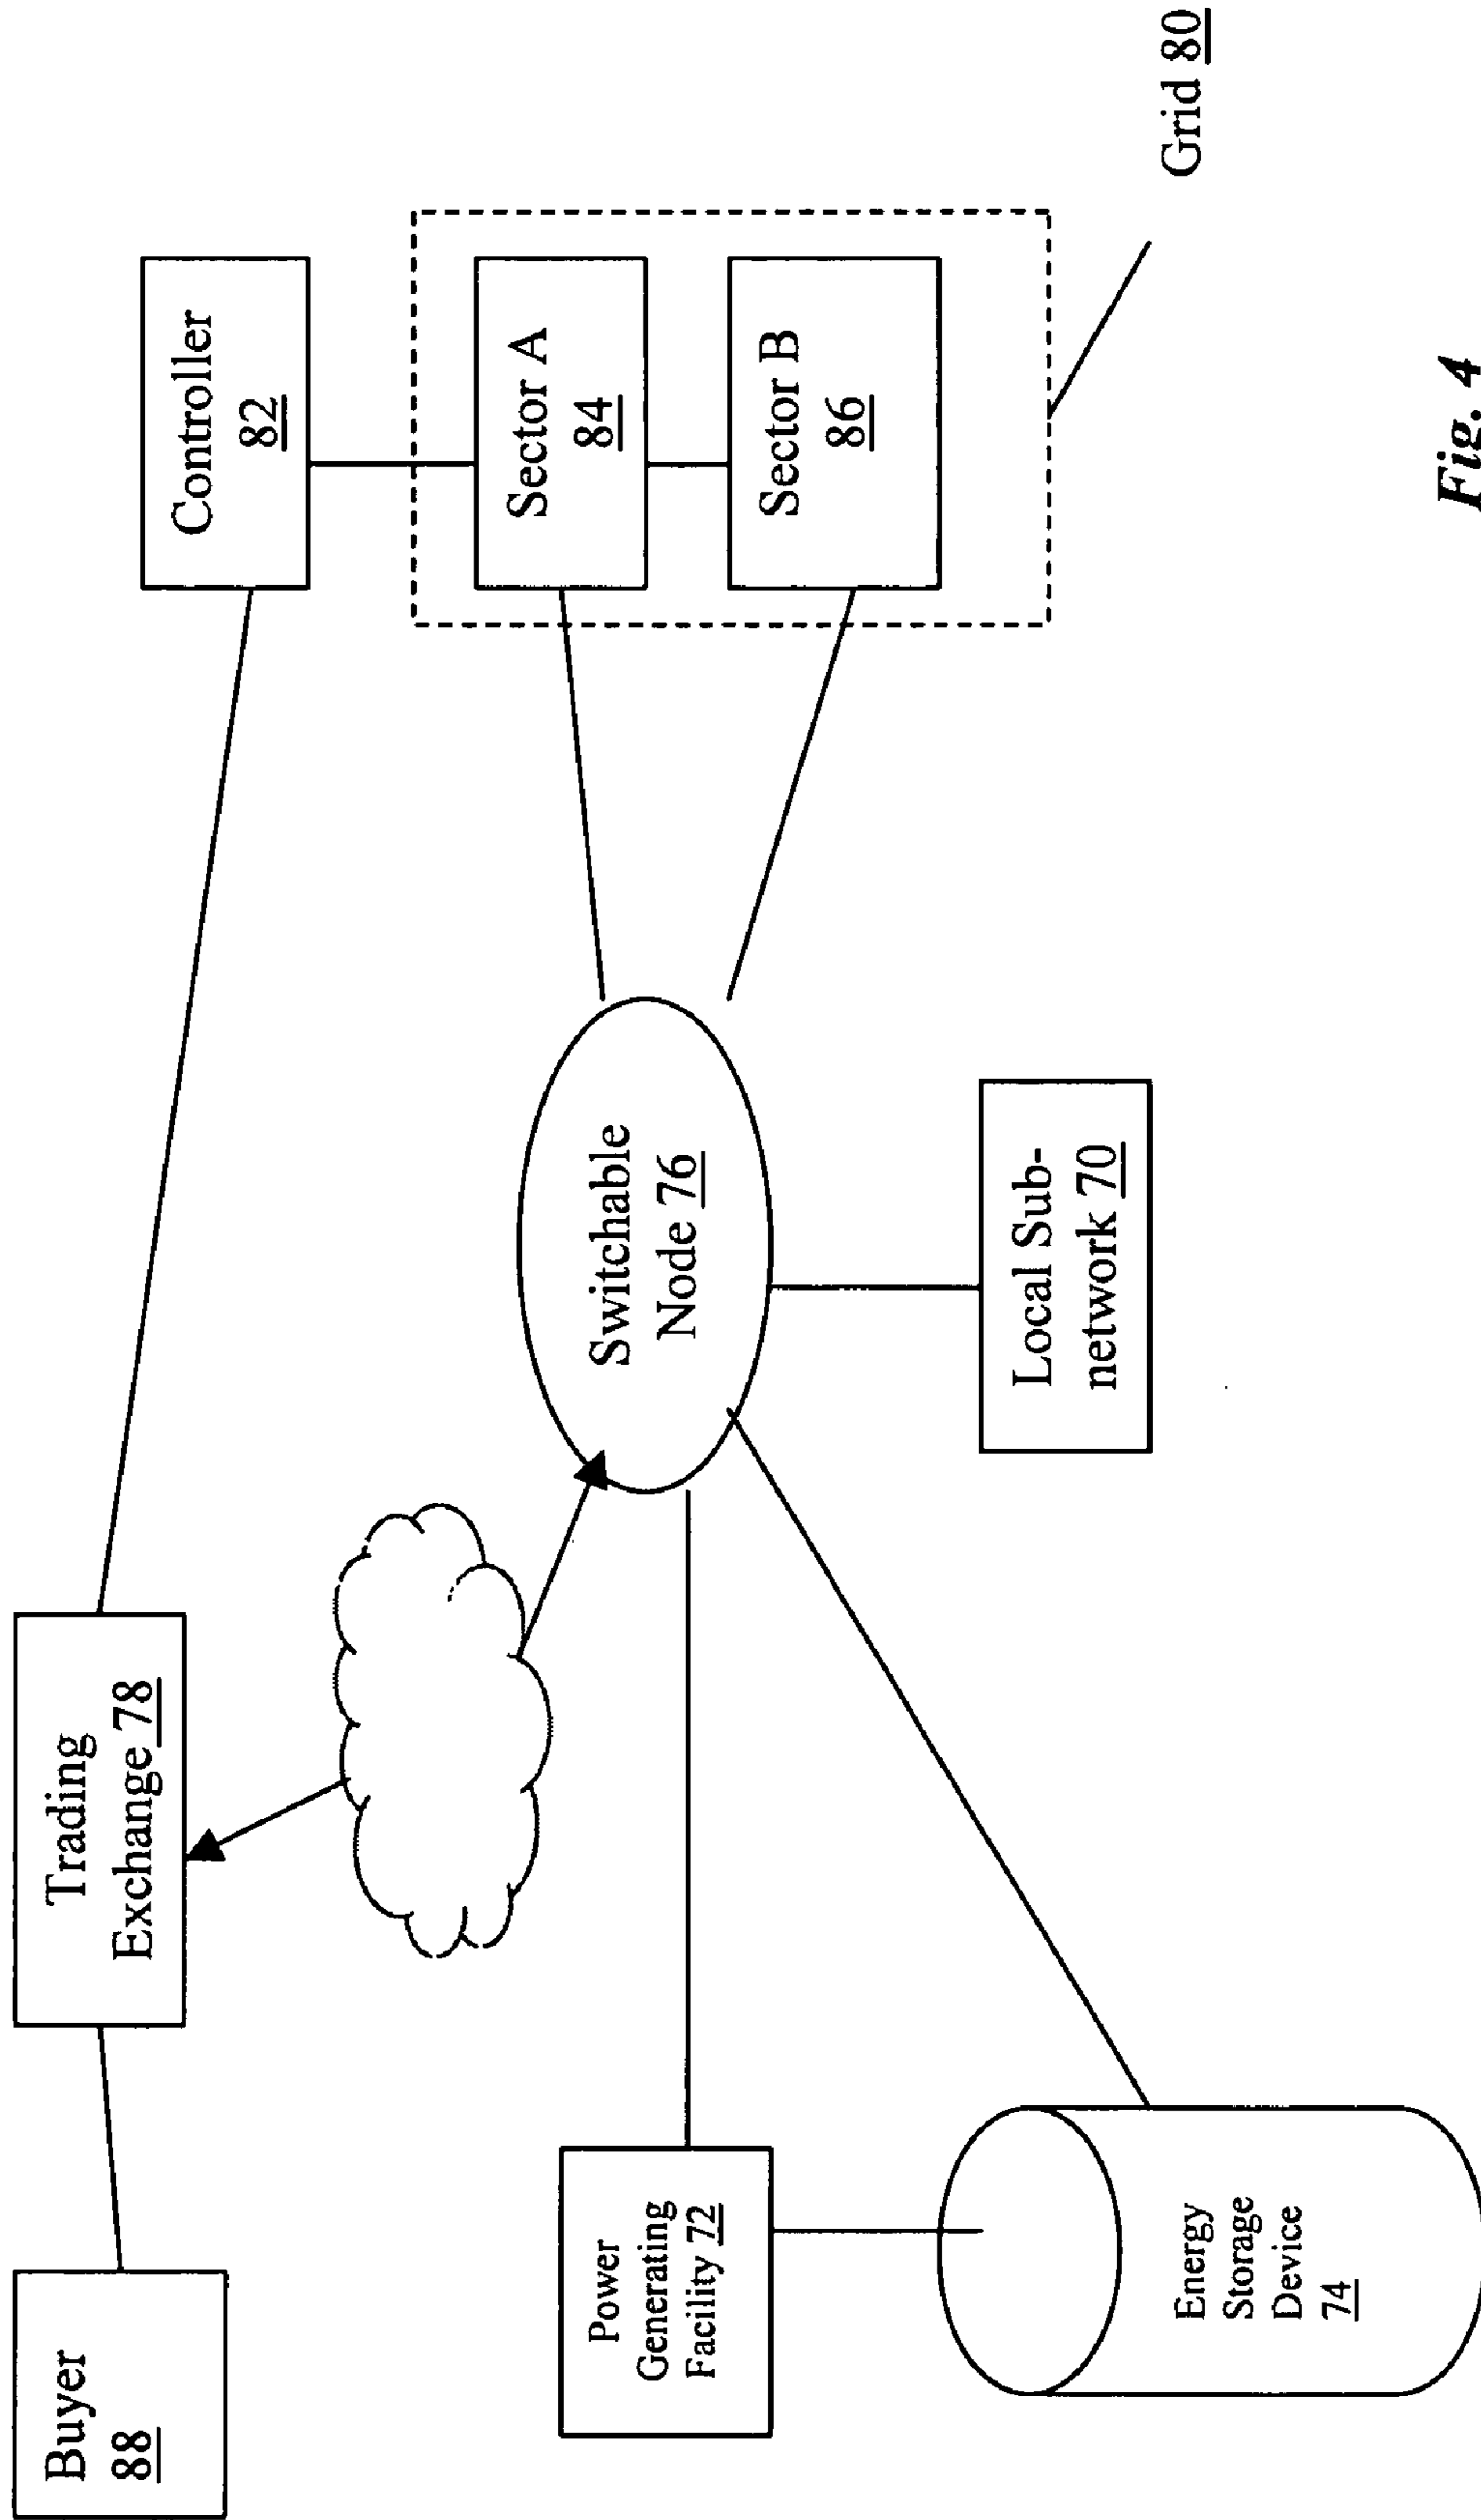 Buyer
88
Trading
Exchange 78
Controller
82
Sector A
84
Sector B
86
Grid 80
Switchable
Node 76
Local Sub-
network 70
Power
Generating
Facility 72
Energy
Storage
Device
74
Fig. 4